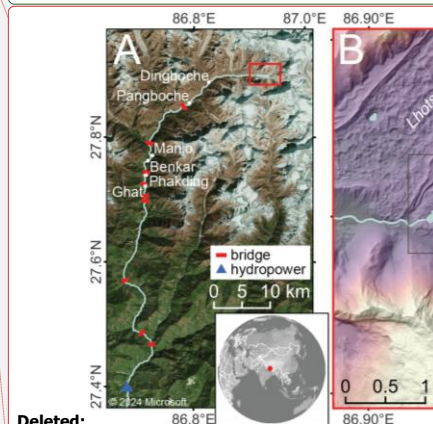 86.8°E 87.0°E 86.90°E
A
B
Dingboche
Pangboche
Lhots
27.8°N
Manjo
Benkar
Phakding
Ghat
27.6°N
bridge
hydropower
0 5 10 km
27.4°N
© 2024 Microsoft
0 0.5 1
Deleted:
86.8°E 86.90°E